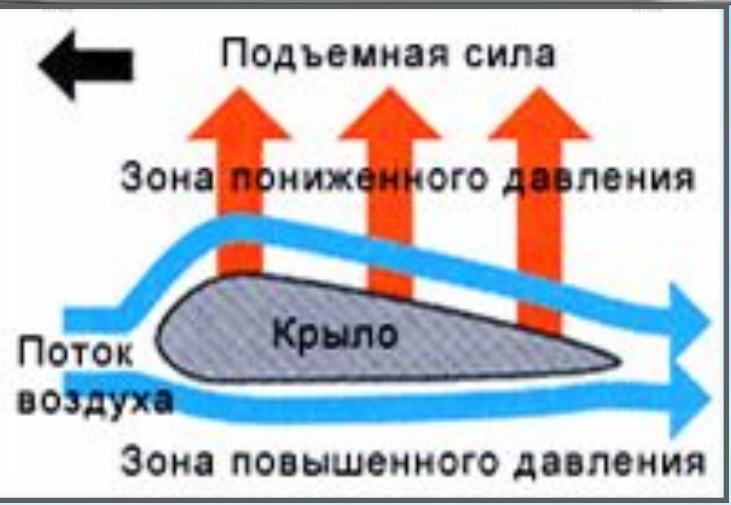 Подъемная сила
Зона пониженного давления
Крыло
Поток
воздуха
Зона повышенного давления